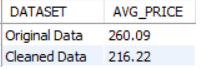 DATASET AVG_PRICE
Original Data 260.09
Cleaned Data 216.22